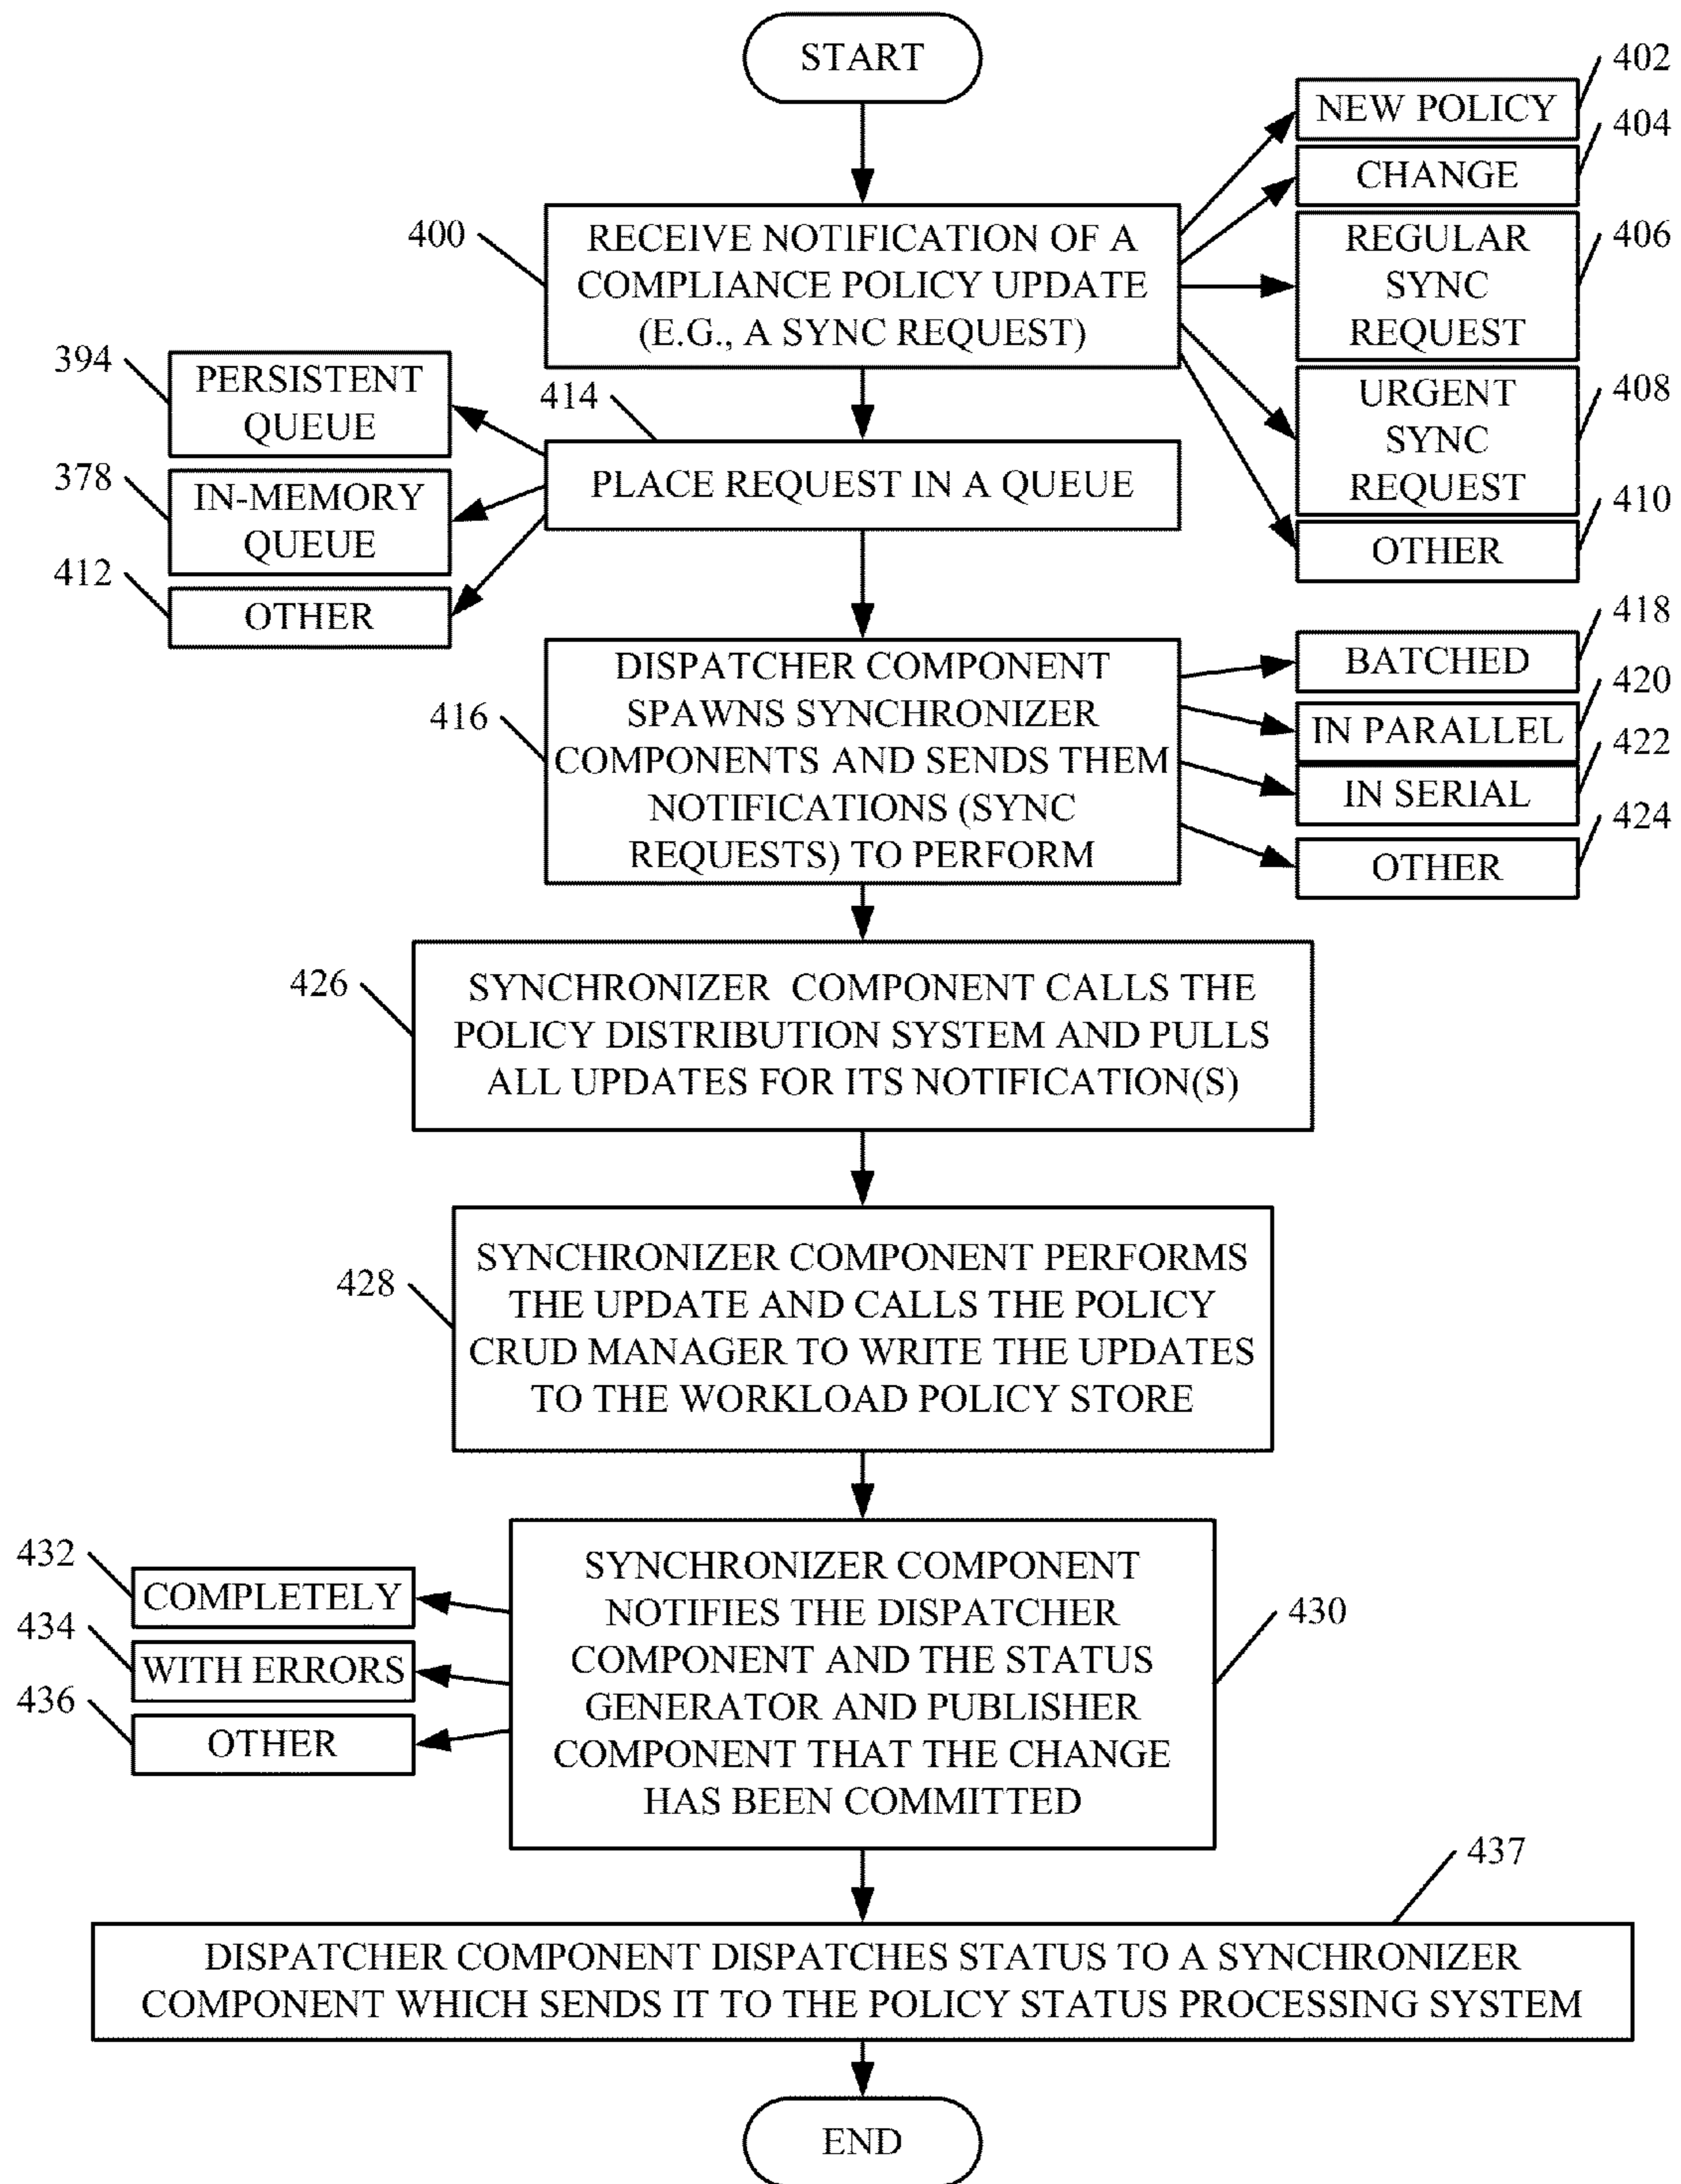 START
402
NEW POLICY
404
CHANGE
400
RECEIVE NOTIFICATION OF A
COMPLIANCE POLICY UPDATE
(E.G., A SYNC REQUEST)
406
REGULAR
SYNC
REQUEST
394
PERSISTENT
QUEUE
408
URGENT
SYNC
REQUEST
414
PLACE REQUEST IN A QUEUE
378
IN-MEMORY
QUEUE
410
OTHER
412
OTHER
418
BATCHED
416
DISPATCHER COMPONENT
SPAWNS SYNCHRONIZER
COMPONENTS AND SENDS THEM
NOTIFICATIONS (SYNC
REQUESTS) TO PERFORM
420
IN PARALLEL
422
IN SERIAL
424
OTHER
426
SYNCHRONIZER COMPONENT CALLS THE
POLICY DISTRIBUTION SYSTEM AND PULLS
ALL UPDATES FOR ITS NOTIFICATION(S)
428
SYNCHRONIZER COMPONENT PERFORMS
THE UPDATE AND CALLS THE POLICY
CRUD MANAGER TO WRITE THE UPDATES
TO THE WORKLOAD POLICY STORE
432
COMPLETELY
434
WITH ERRORS
436
OTHER
SYNCHRONIZER COMPONENT
NOTIFIES THE DISPATCHER
COMPONENT AND THE STATUS
GENERATOR AND PUBLISHER
COMPONENT THAT THE CHANGE
HAS BEEN COMMITTED
430
437
DISPATCHER COMPONENT DISPATCHES STATUS TO A SYNCHRONIZER
COMPONENT WHICH SENDS IT TO THE POLICY STATUS PROCESSING SYSTEM
END